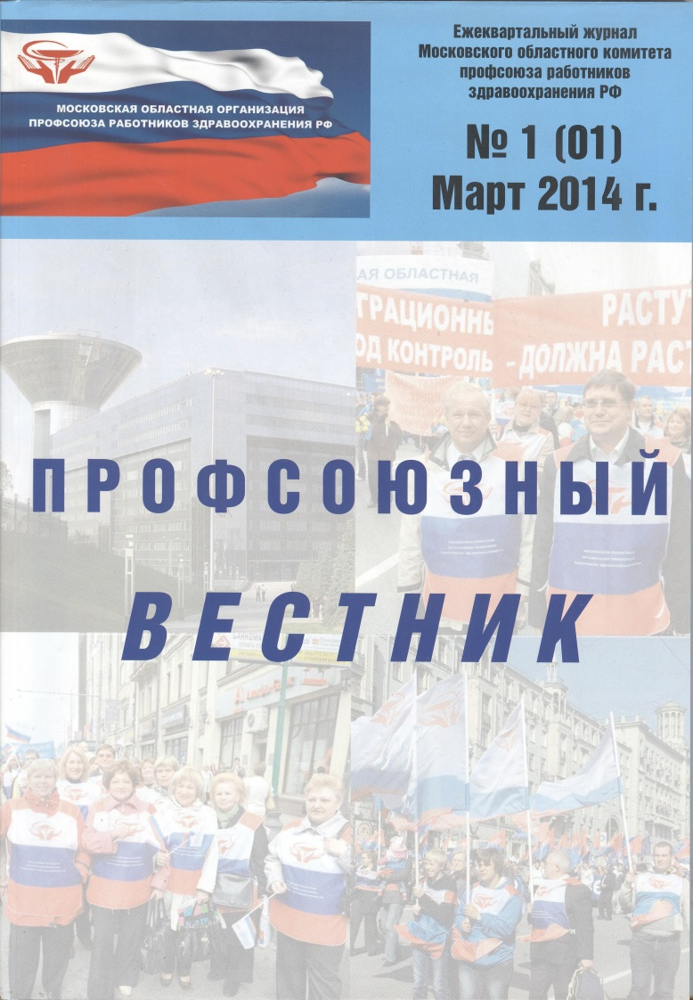 МОСКОВСКАЯ ОБЛАСТНАЯ ОРГАНИЗАЦИЯ
ПРОФСОЮЗА РАБОТНИКОВ ЗДРАВООХРАНЕНИЯ РФ
Ежеквартальный журнал
Московского областного комитета
профсоюза работников
здравоохранения РФ
№ 1 (01)
Март 2014 г.
АЯ ОБЛАСТНАЯ
ГРАЦИОННЫ
ОД КОНТРОЛЬ
РАСТУ
- ДОЛЖНА РАСТ
ПРОФСОЮЗНЫЙ
ВЕСТНИК